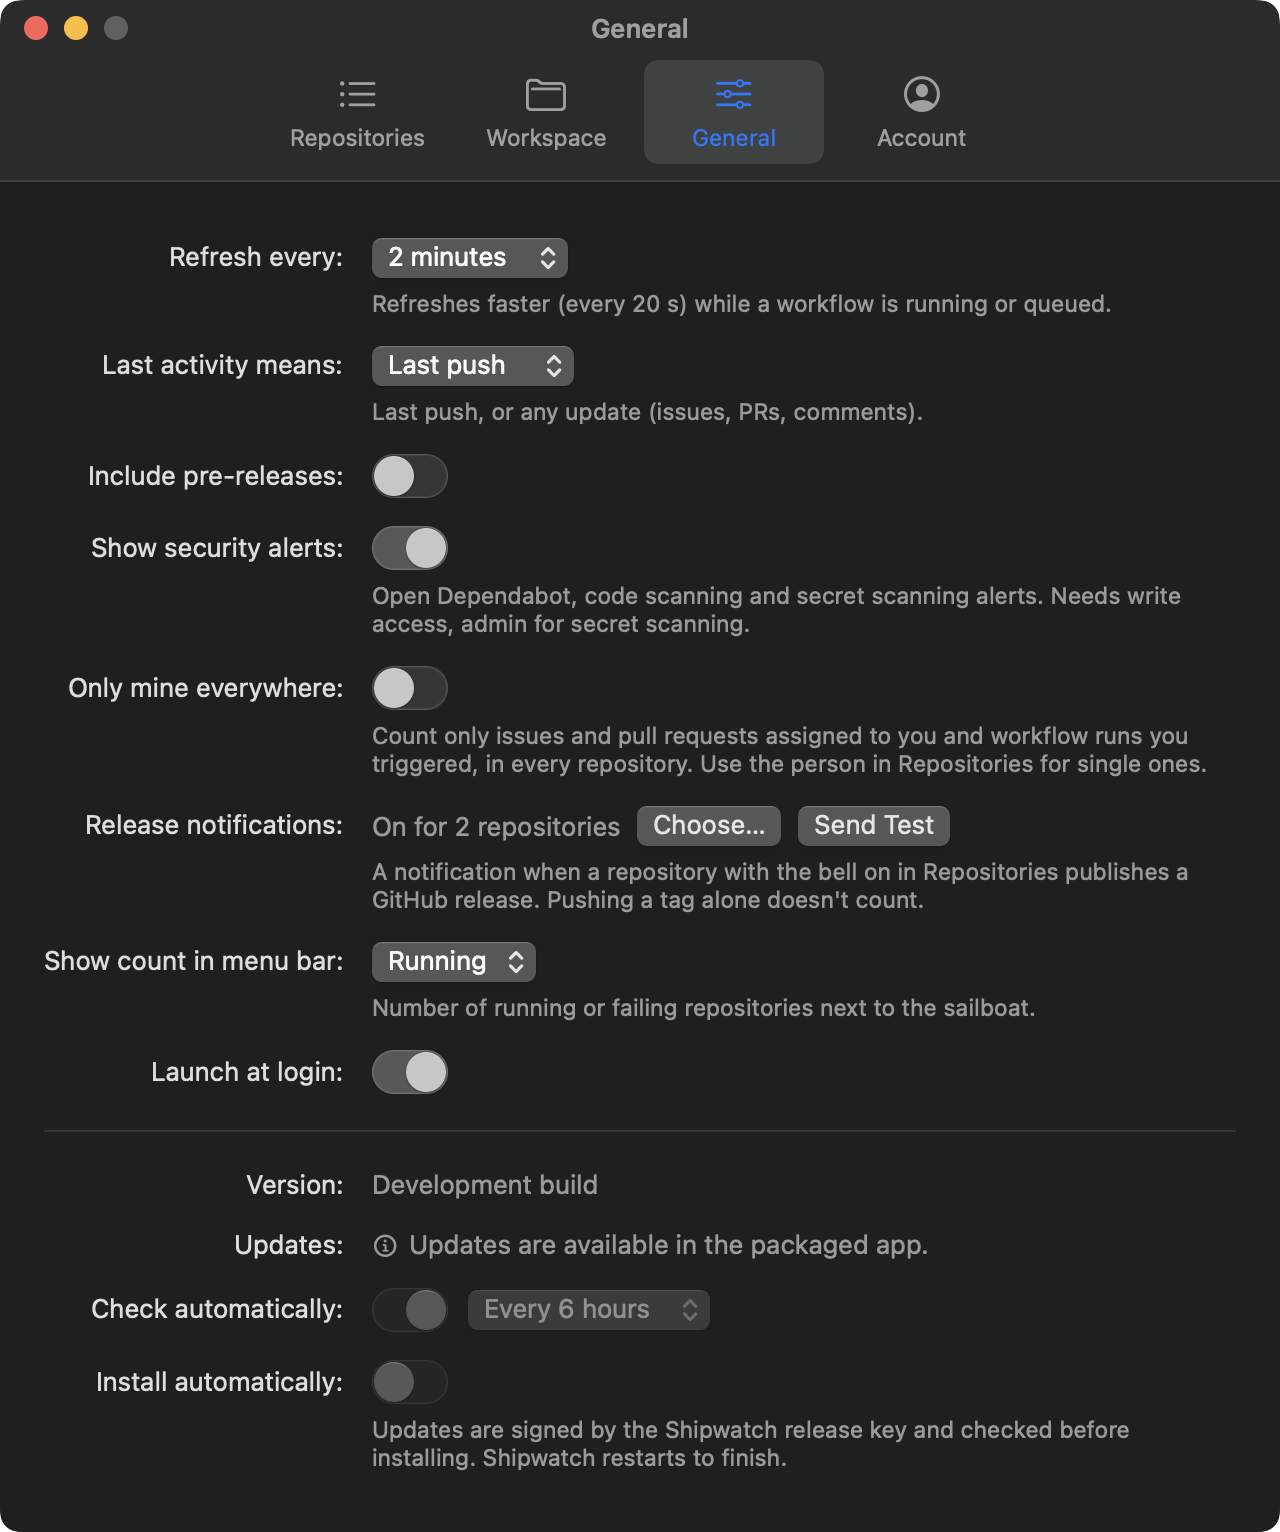 General
Repositories
Workspace
General
Account
Refresh every: 2 minutes
Refreshes faster (every 20 s) while a workflow is running or queued.
Last activity means: Last push
Last push, or any update (issues, PRs, comments).
Include pre-releases:
Show security alerts:
Open Dependabot, code scanning and secret scanning alerts. Needs write
access, admin for secret scanning.
Only mine everywhere:
Count only issues and pull requests assigned to you and workflow runs you
triggered, in every repository. Use the person in Repositories for single ones.
Release notifications: On for 2 repositories Choose... Send Test
A notification when a repository with the bell on in Repositories publishes a
GitHub release. Pushing a tag alone doesn't count.
Show count in menu bar: Running
Number of running or failing repositories next to the sailboat.
Launch at login:
Version: Development build
Updates: Updates are available in the packaged app.
Check automatically: Every 6 hours
Install automatically:
Updates are signed by the Shipwatch release key and checked before
installing. Shipwatch restarts to finish.